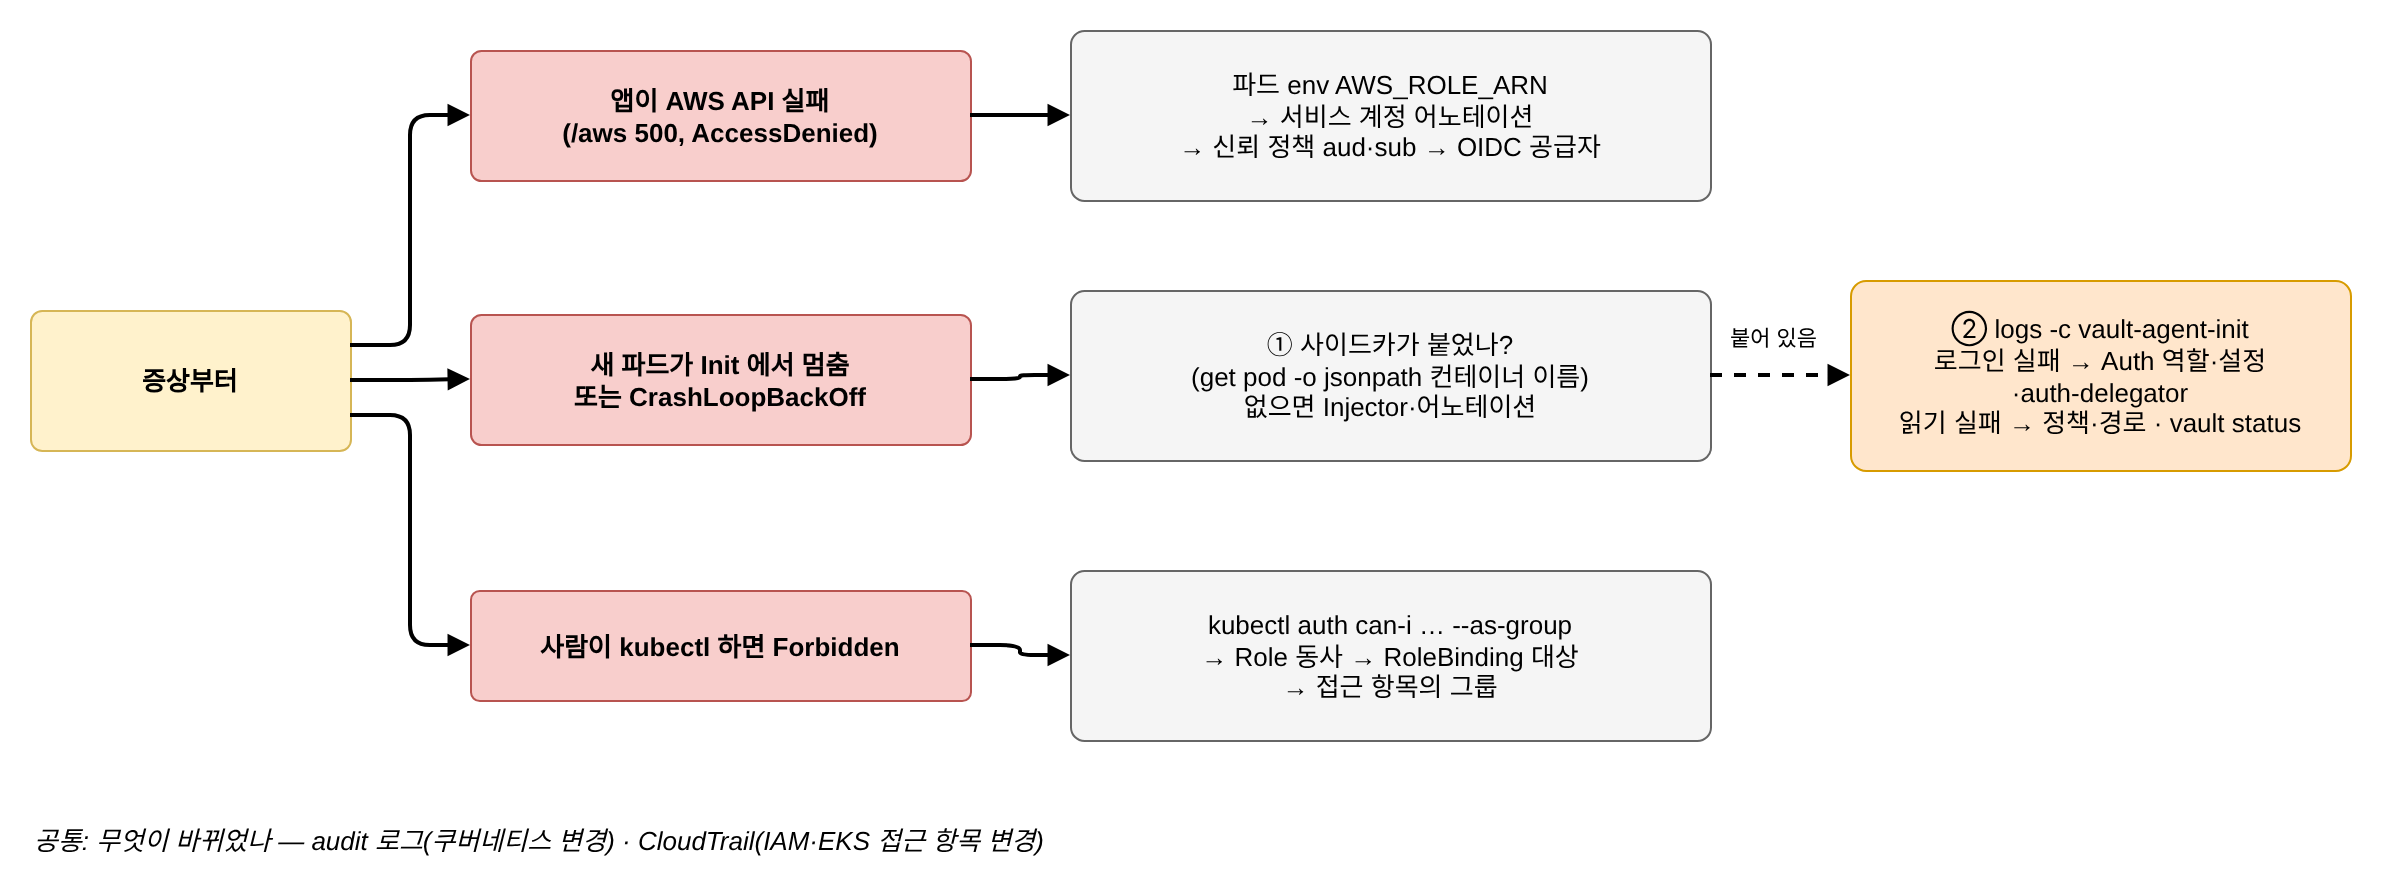 앱이 AWS API 실패
(/aws 500, AccessDenied)
파드 env AWS_ROLE_ARN
→ 서비스 계정 어노테이션
→ 신뢰 정책 aud·sub → OIDC 공급자
증상부터
새 파드가 Init 에서 멈춤
또는 CrashLoopBackOff
① 사이드카가 붙었나?
(get pod -o jsonpath 컨테이너 이름)
없으면 Injector·어노테이션
붙어 있음
② logs -c vault-agent-init
로그인 실패 → Auth 역할·설정
·auth-delegator
읽기 실패 → 정책·경로 · vault status
사람이 kubectl 하면 Forbidden
kubectl auth can-i … --as-group
→ Role 동사 → RoleBinding 대상
→ 접근 항목의 그룹
공통: 무엇이 바뀌었나 — audit 로그(쿠버네티스 변경) · CloudTrail(IAM·EKS 접근 항목 변경)